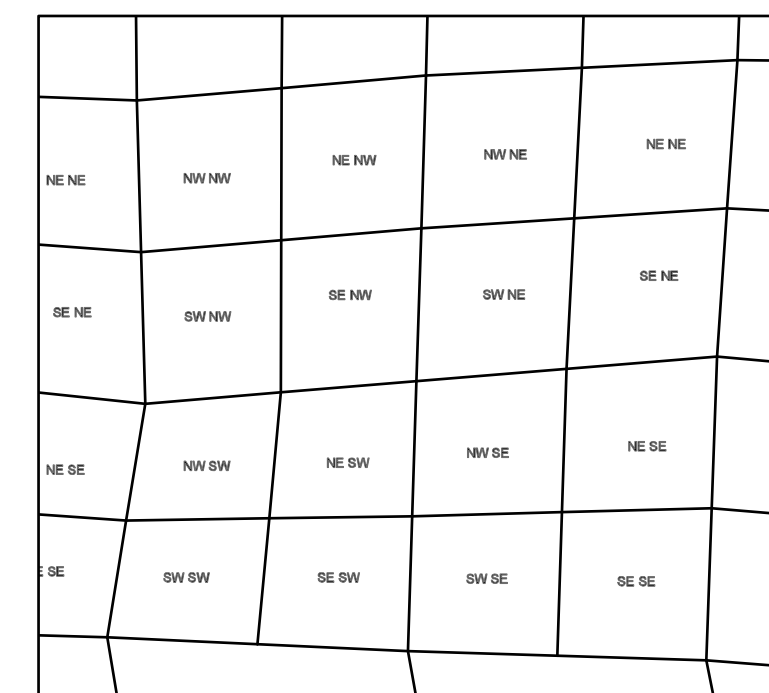 NE NE
NW NW
NE NW
NW NE
NE NE
SE NE
SW NW
SE NW
SW NE
SE NE
NE SE
NW SW
NE SW
NW SE
NE SE
E SE
SW SW
SE SW
SW SE
SE SE